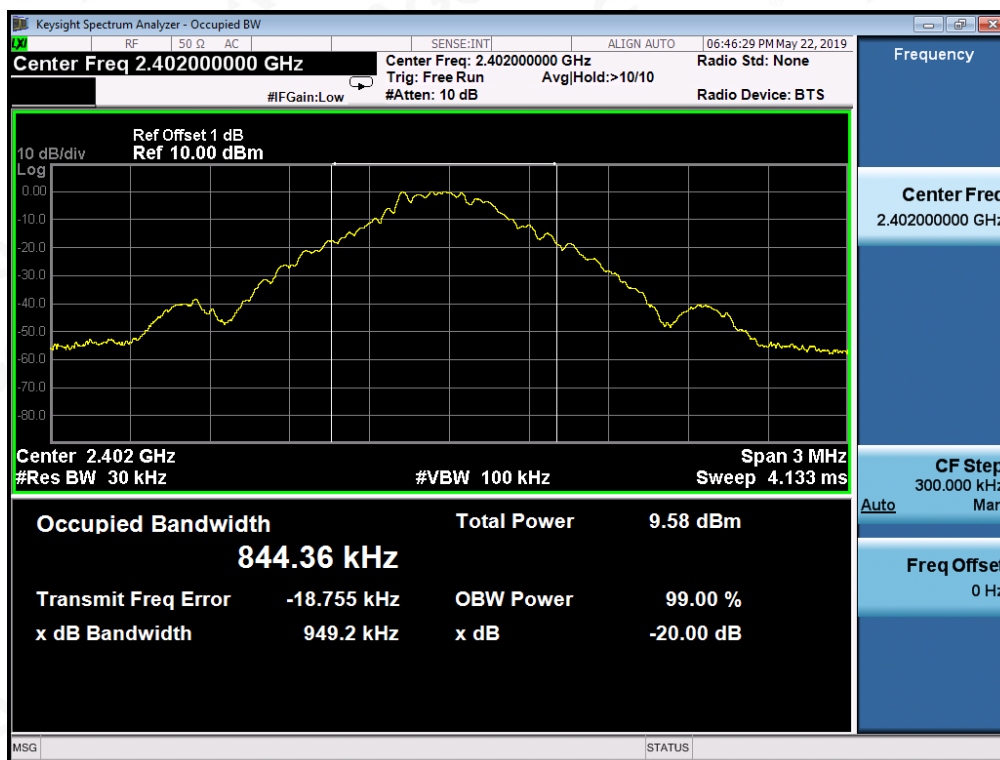 Keysight Spectrum Analyzer - Occupied BW
LXI RF 50 Ω AC SENSE:INT ALIGN AUTO 06:46:29 PM May 22, 2019
Center Freq 2.402000000 GHz
#IFGain:Low
Center Freq: 2.402000000 GHz
Trig: Free Run Avg|Hold:>10/10
#Atten: 10 dB
Radio Std: None
Radio Device: BTS
Ref Offset 1 dB
10 dB/div Ref 10.00 dBm
Log
0.00
-10.0
-20.0
-30.0
-40.0
-50.0
-60.0
-70.0
-80.0
Center 2.402 GHz Span 3 MHz
#Res BW 30 kHz #VBW 100 kHz Sweep 4.133 ms
Occupied Bandwidth Total Power 9.58 dBm
844.36 kHz
Transmit Freq Error -18.755 kHz OBW Power 99.00 %
x dB Bandwidth 949.2 kHz x dB -20.00 dB
MSG STATUS
Frequency
Center Freq
2.402000000 GHz
CF Step
300.000 kHz
Auto Man
Freq Offset
0 Hz